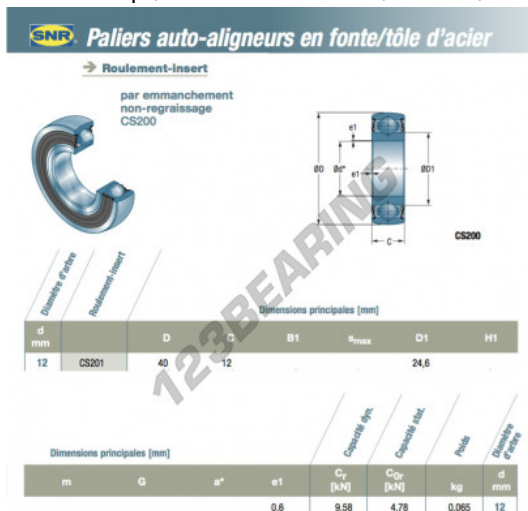 SNR Paliers auto-aligneurs en fonte/tôle d'acier
Roulement-insert
par emmanchement
non-regraissage
CS200
e1
ØD
Ød*
e1
ØD1
C
CS200
123BEARING
Diamètre d'arbre
Roulement-insert
Dimensions principales [mm]
d mm D C B1 smax D1 H1
12 CS201 40 12 24,6
Capacité dyn.
Capacité stat.
Poids
Diamètre d'arbre
Dimensions principales [mm]
m G a* e1 Cr [kN] C0r [kN] kg d mm
0.6 9.58 4.78 0.065 12